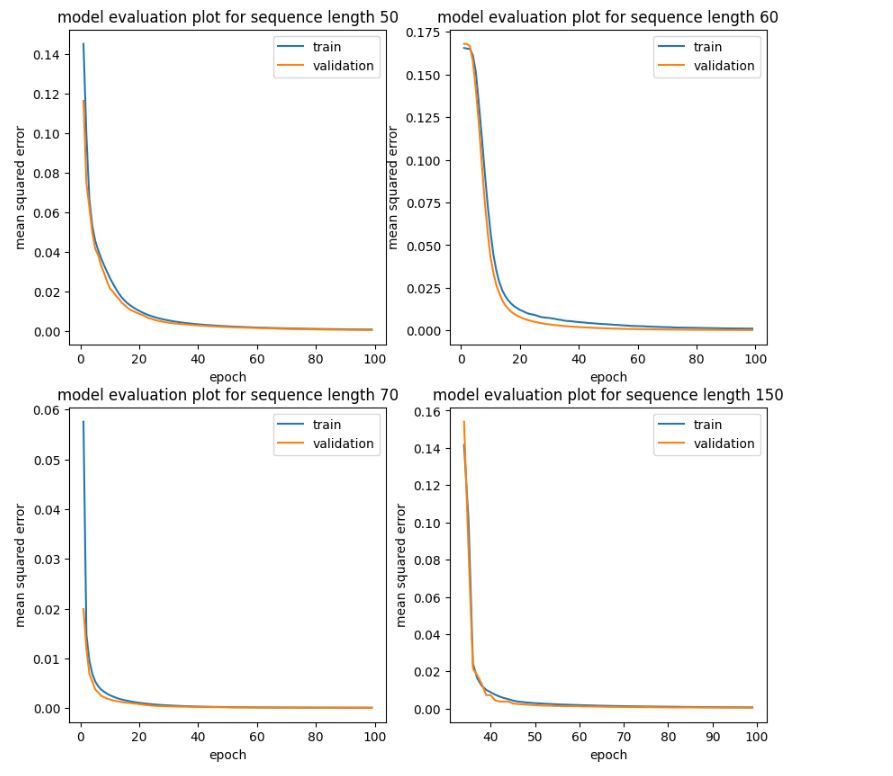 model evaluation plot for sequence length 50
train
validation
mean squared error
0.14
0.12
0.10
0.08
0.06
0.04
0.02
0.00
0 20 40 60 80 100
epoch
model evaluation plot for sequence length 60
train
validation
mean squared error
0.175
0.150
0.125
0.100
0.075
0.050
0.025
0.000
0 20 40 60 80 100
epoch
model evaluation plot for sequence length 70
train
validation
mean squared error
0.06
0.05
0.04
0.03
0.02
0.01
0.00
0 20 40 60 80 100
epoch
model evaluation plot for sequence length 150
train
validation
mean squared error
0.16
0.14
0.12
0.10
0.08
0.06
0.04
0.02
0.00
40 50 60 70 80 90 100
epoch